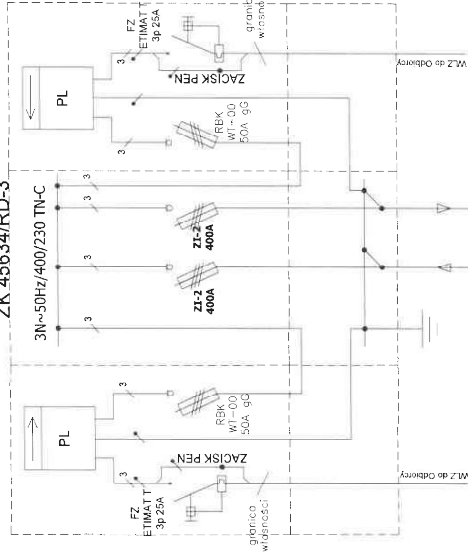 ZK 45634/RD-3
3N~50Hz/400/230 TN-C
PL
3
FZ
ETIMAT T
3p 25A
ZACISK PEN
granica
własności
WLZ do Odbiorcy
3
RBK
WT-00
50A gG
3
3
ZI-2
400A
3
ZI-2
400A
3
PL
3
RBK
WT-00
50A gG
3
FZ
ETIMAT T
3p 25A
ZACISK PEN
granica
własności
WLZ do Odbiorcy